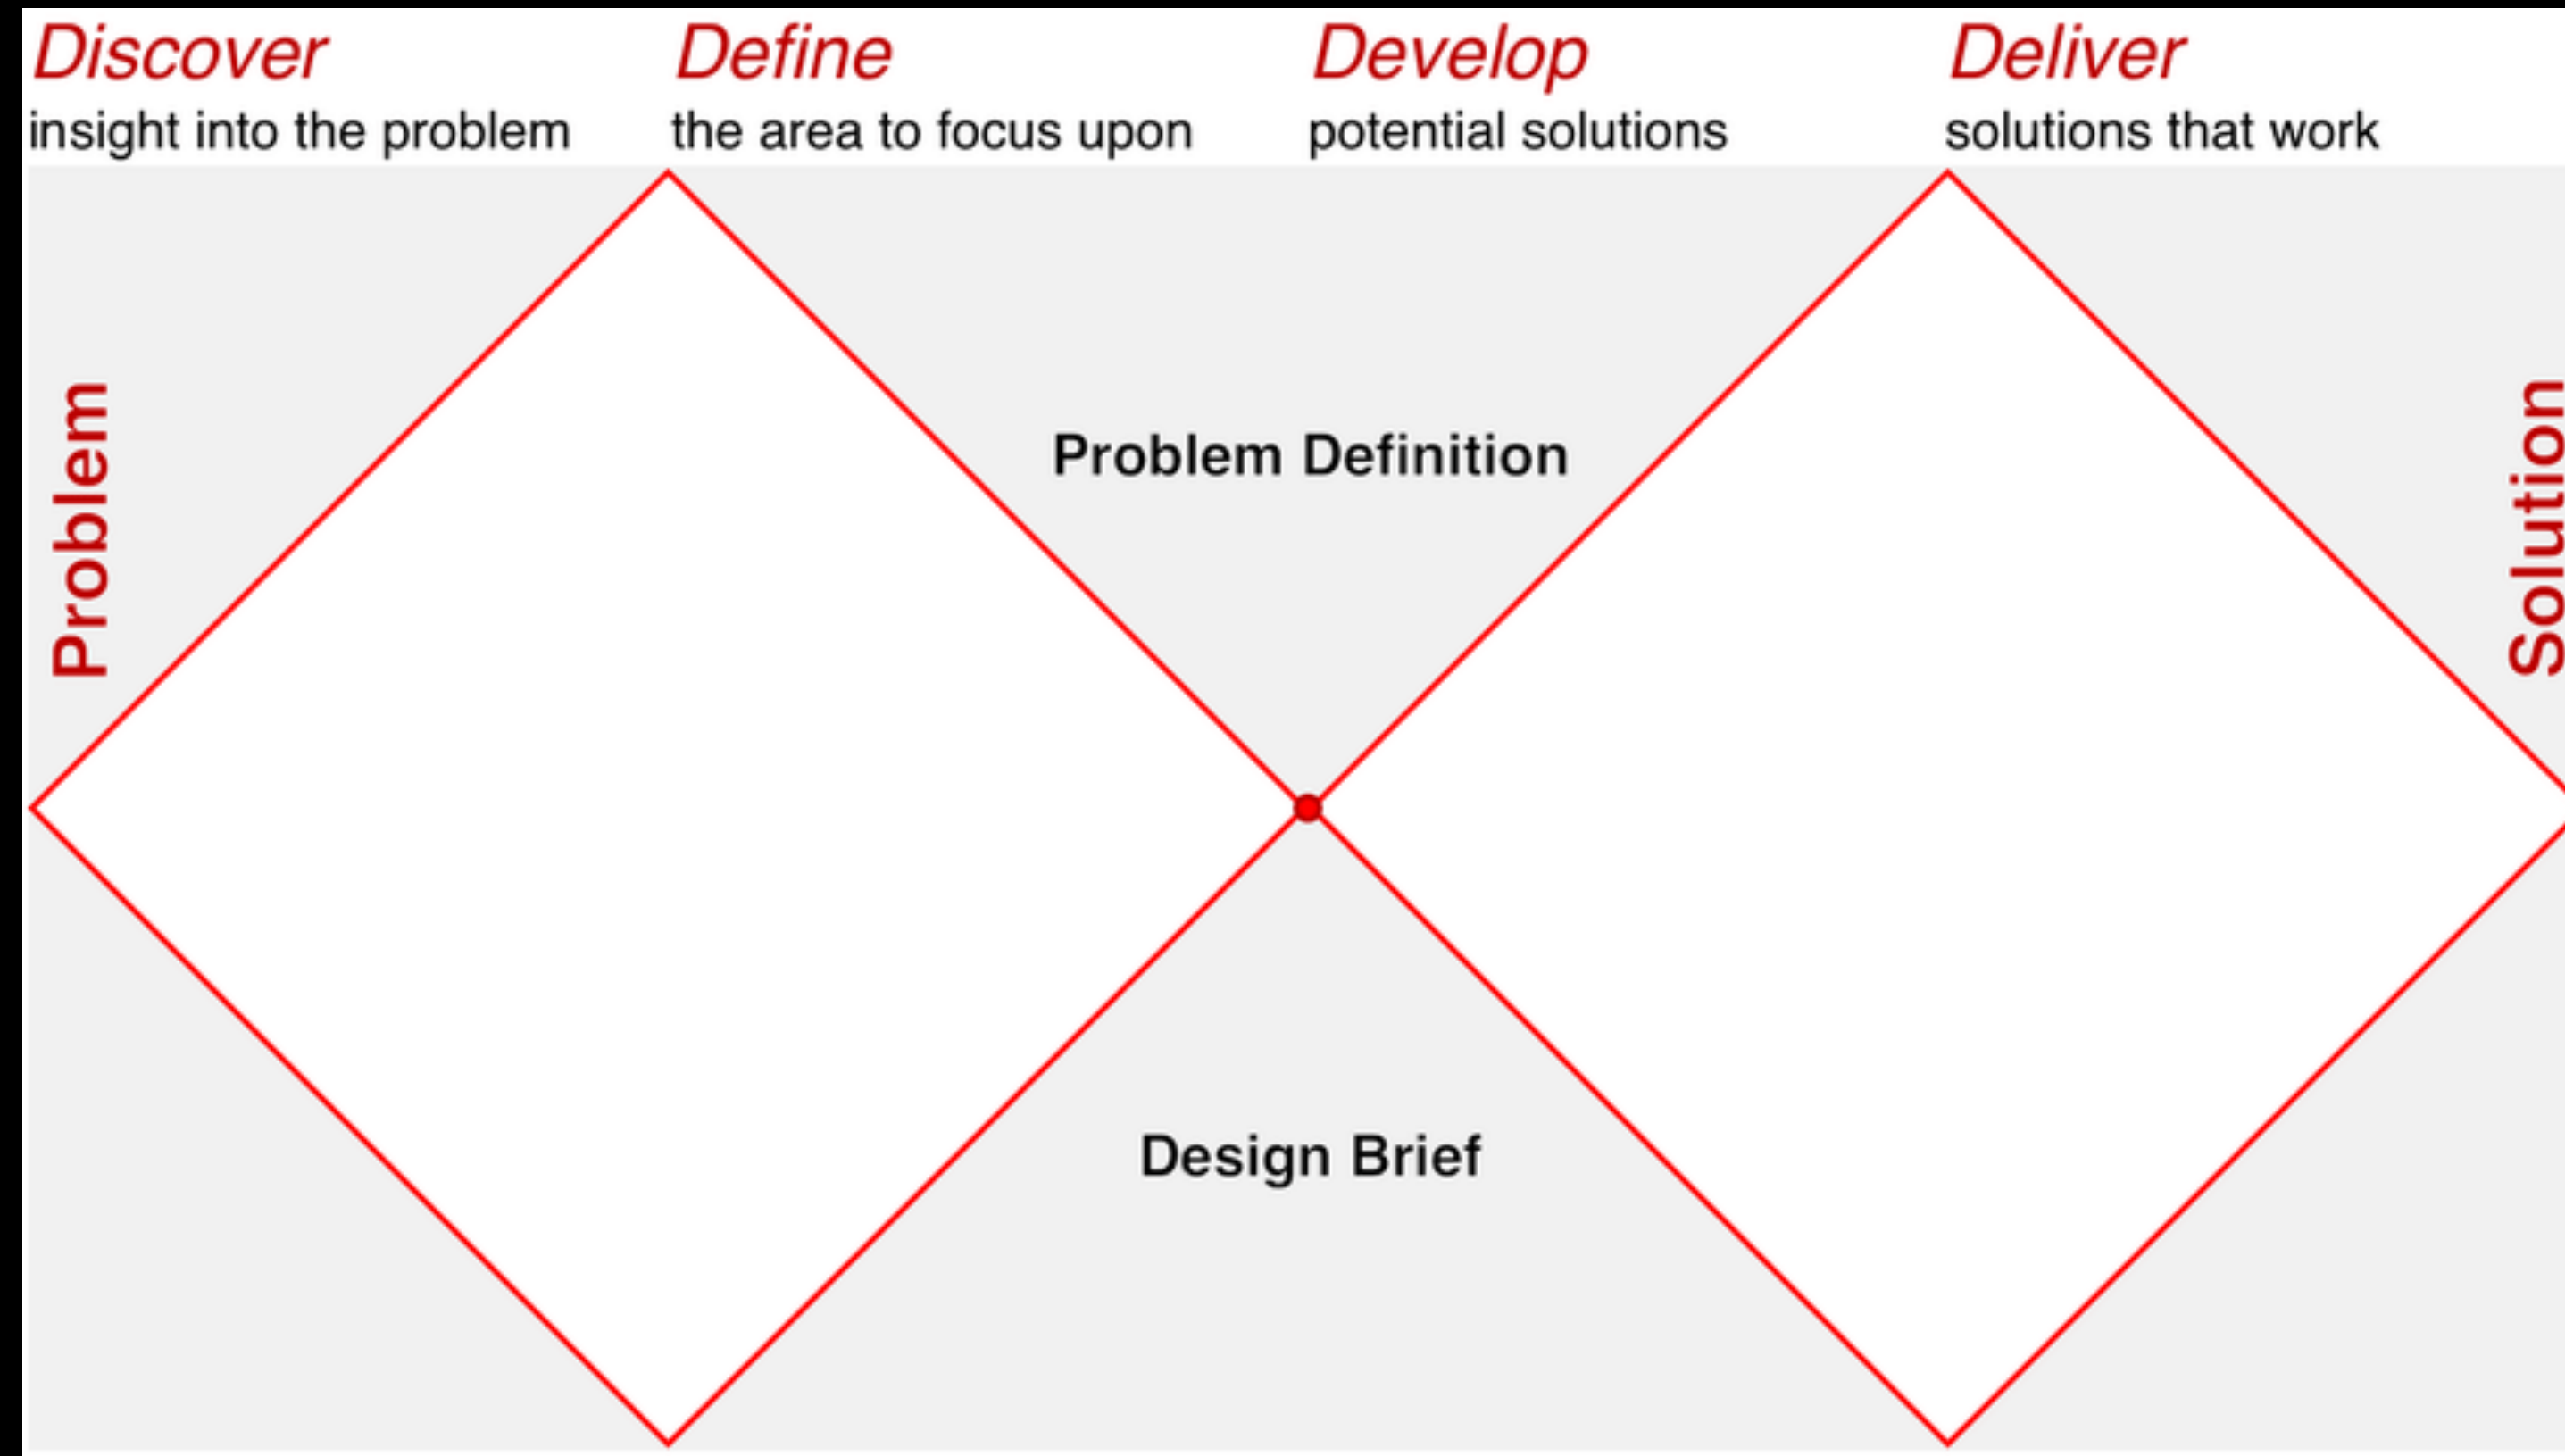 Discover
insight into the problem
Define
the area to focus upon
Develop
potential solutions
Deliver
solutions that work
Problem
Problem Definition
Solution
Design Brief